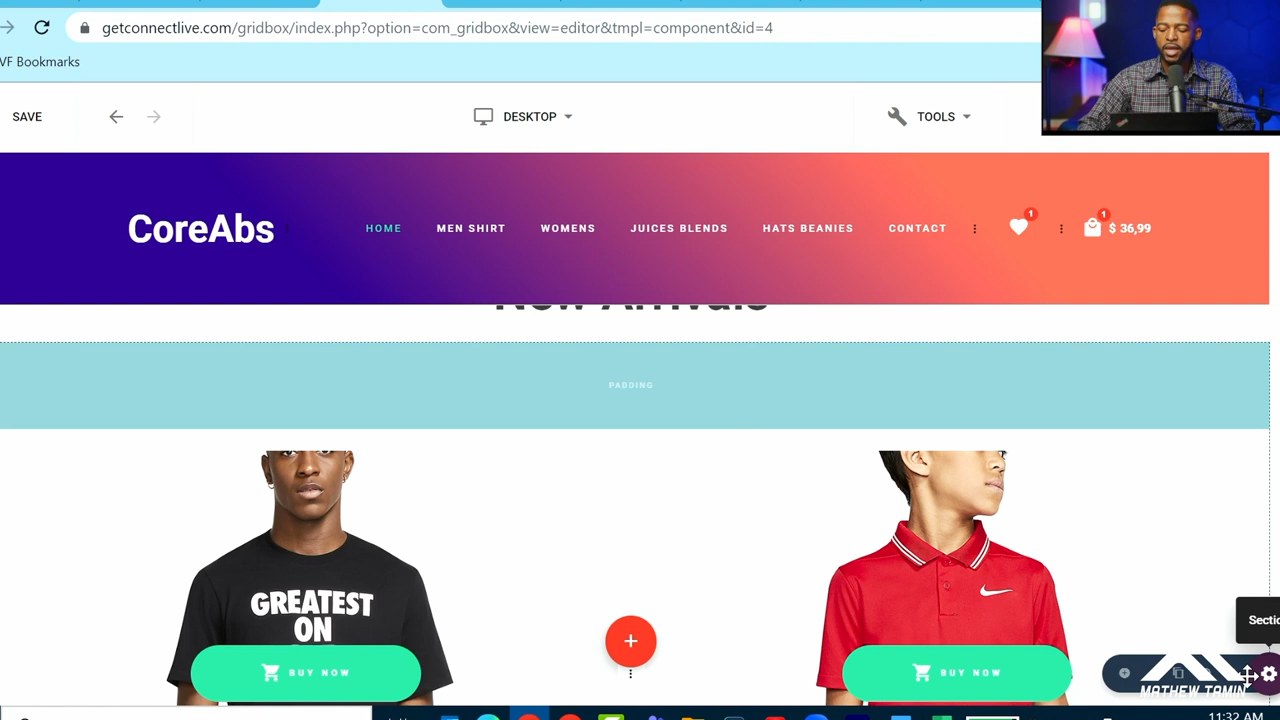 getconnectlive.com/gridbox/index.php?option=com_gridbox&view=editor&tmpl=component&id=4
VF Bookmarks
SAVE
DESKTOP
TOOLS
CoreAbs
HOME
MEN SHIRT
WOMENS
JUICES BLENDS
HATS BEANIES
CONTACT
1
1
$ 36,99
New Arrivals
PADDING
GREATEST
ON
BUY NOW
BUY NOW
Sectio
MATHEW TAMIN
11:32 AM